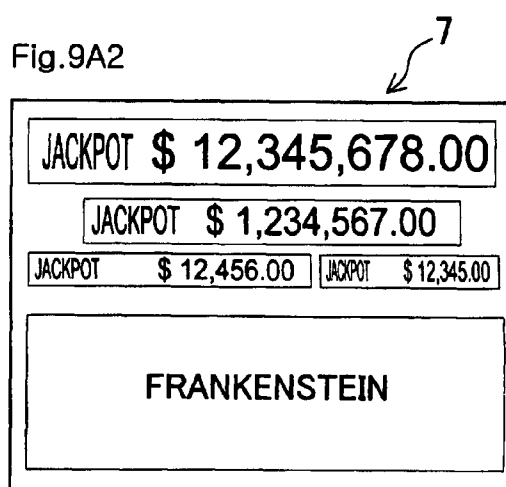 7
Fig.9A2
JACKPOT $ 12,345,678.00
JACKPOT $ 1,234,567.00
JACKPOT $ 12,456.00 JACKPOT $ 12,345.00
FRANKENSTEIN